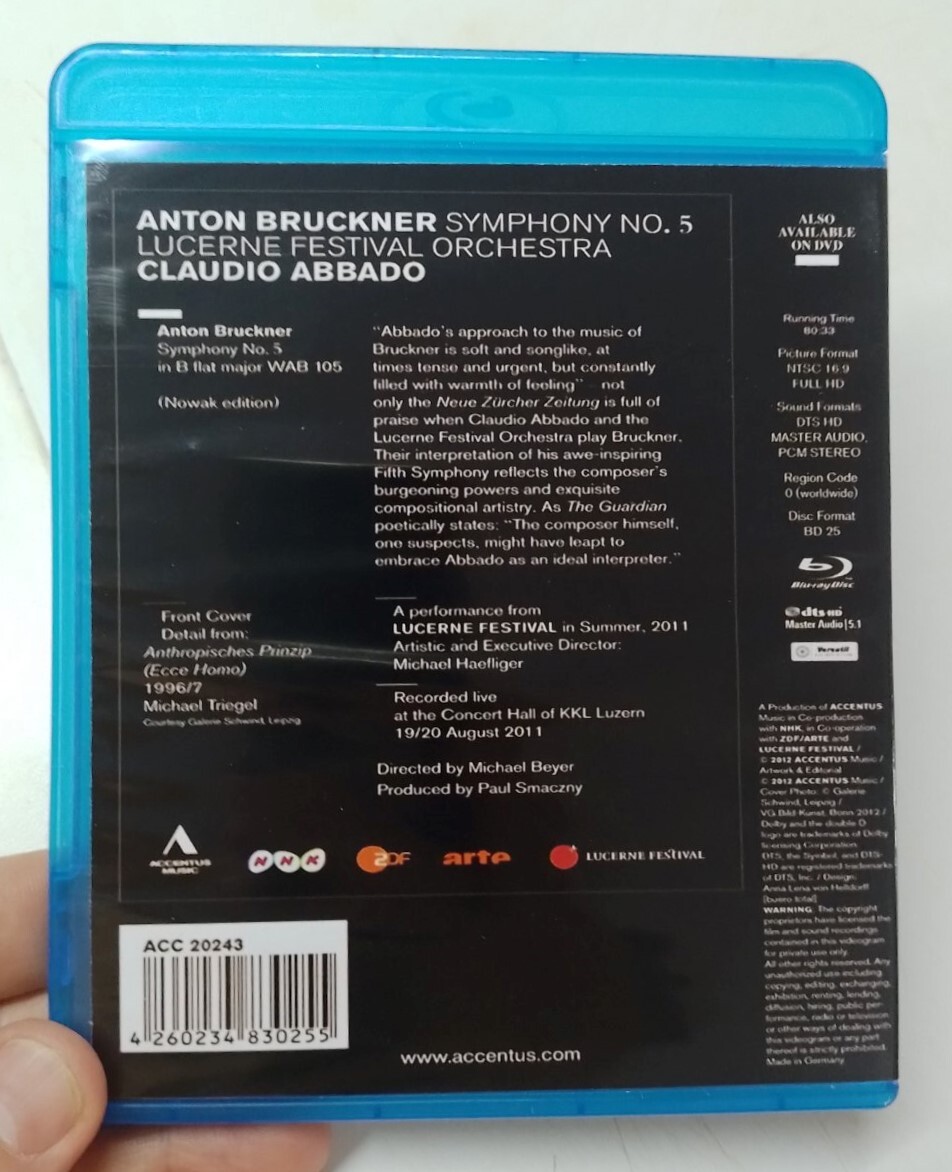 ANTON BRUCKNER SYMPHONY NO. 5
LUCERNE FESTIVAL ORCHESTRA
CLAUDIO ABBADO
Anton Bruckner
Symphony No. 5
in B flat major WAB 105
(Nowak edition)
"Abbado's approach to the music of
Bruckner is soft and songlike, at
times tense and urgent, but constantly
filled with warmth of feeling" – not
only the Neue Zürcher Zeitung is full of
praise when Claudio Abbado and the
Lucerne Festival Orchestra play Bruckner.
Their interpretation of his awe-inspiring
Fifth Symphony reflects the composer's
burgeoning powers and exquisite
compositional artistry. As The Guardian
poetically states: "The composer himself,
one suspects, might have leapt to
embrace Abbado as an ideal interpreter."
Front Cover
Detail from:
Anthropisches Prinzip
(Ecce Homo)
1996/7
Michael Triegel
Courtesy Galerie Schwind, Leipzig
A performance from
LUCERNE FESTIVAL in Summer, 2011
Artistic and Executive Director:
Michael Haefliger
Recorded live
at the Concert Hall of KKL Luzern
19/20 August 2011
Directed by Michael Beyer
Produced by Paul Smaczny
ACCENTUS
MUSIC
NHK
ZDF
arte
LUCERNE FESTIVAL
ACC 20243
4 260234 830255
www.accentus.com
ALSO
AVAILABLE
ON DVD
Running Time
80:33
Picture Format
NTSC 16:9
FULL HD
Sound Formats
DTS HD
MASTER AUDIO,
PCM STEREO
Region Code
0 (worldwide)
Disc Format
BD 25
Blu-ray Disc
dts HD
Master Audio | 5.1
A Production of ACCENTUS
Music in Co-production
with NHK, in Co-operation
with ZDF/ARTE and
LUCERNE FESTIVAL /
© 2012 ACCENTUS Music /
Artwork & Editorial
© 2012 ACCENTUS Music /
Cover Photo: © Galerie
Schwind, Leipzig /
VG Bild-Kunst, Bonn 2012 /
Dolby and the double D
logo are trademarks of Dolby
licensing Corporation
DTS, the Symbol, and DTS-
HD are registered trademarks
of DTS, Inc. / Design:
Anna Lena von Helldorff
[buero total]
WARNING: The copyright
proprietors have licensed the
film and sound recordings
contained in this videogram
for private use only.
All other rights reserved. Any
unauthorized use including
copying, editing, exchanging,
exhibition, renting, lending,
diffusion, hiring, public per-
formance, radio or television
or other ways of dealing with
this videogram or any part
thereof is strictly prohibited.
Made in Germany